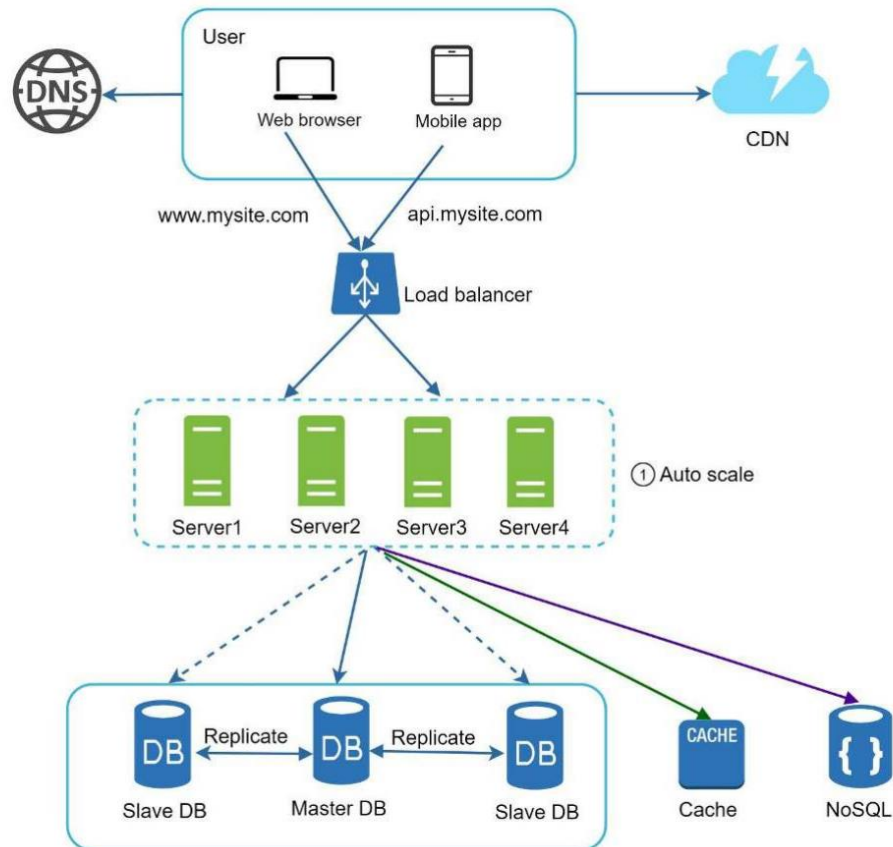 User
DNS
Web browser
Mobile app
CDN
www.mysite.com
api.mysite.com
Load balancer
Server1
Server2
Server3
Server4
1 Auto scale
DB
Replicate
DB
Replicate
DB
Slave DB
Master DB
Slave DB
CACHE
Cache
{ }
NoSQL